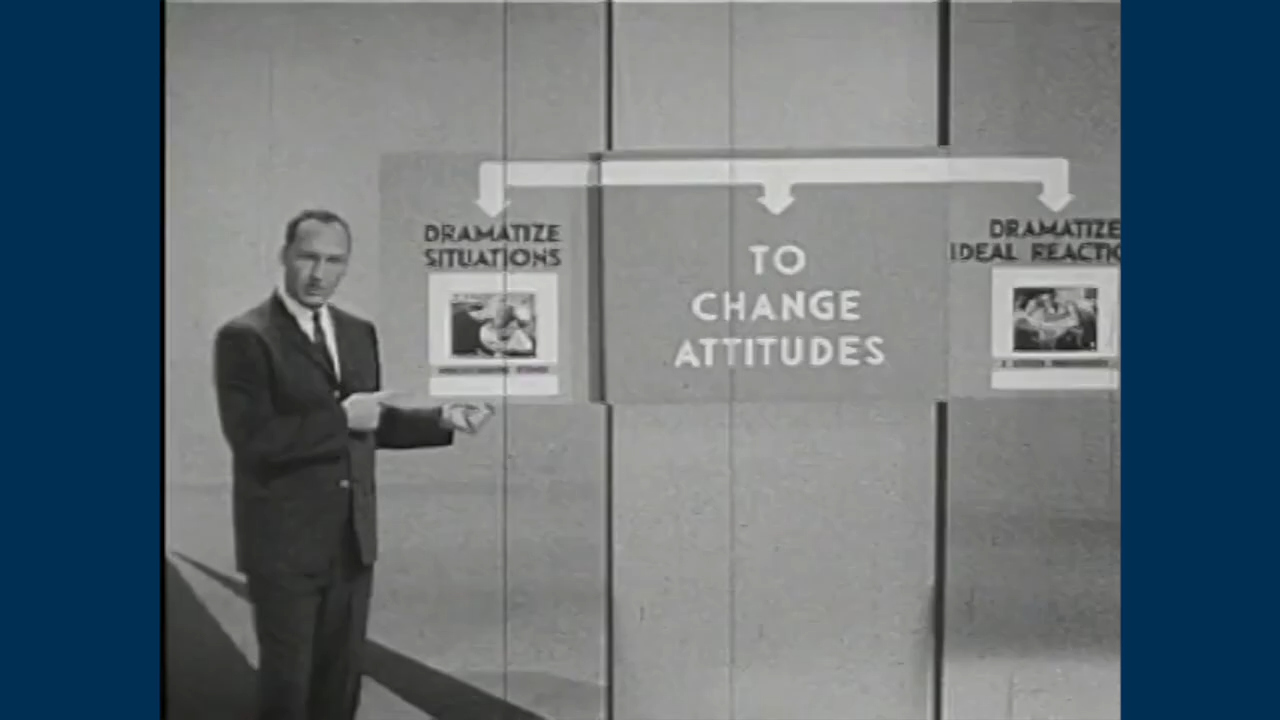 DRAMATIZE
SITUATIONS
TO
CHANGE
ATTITUDES
DRAMATIZE
IDEAL REACTIO